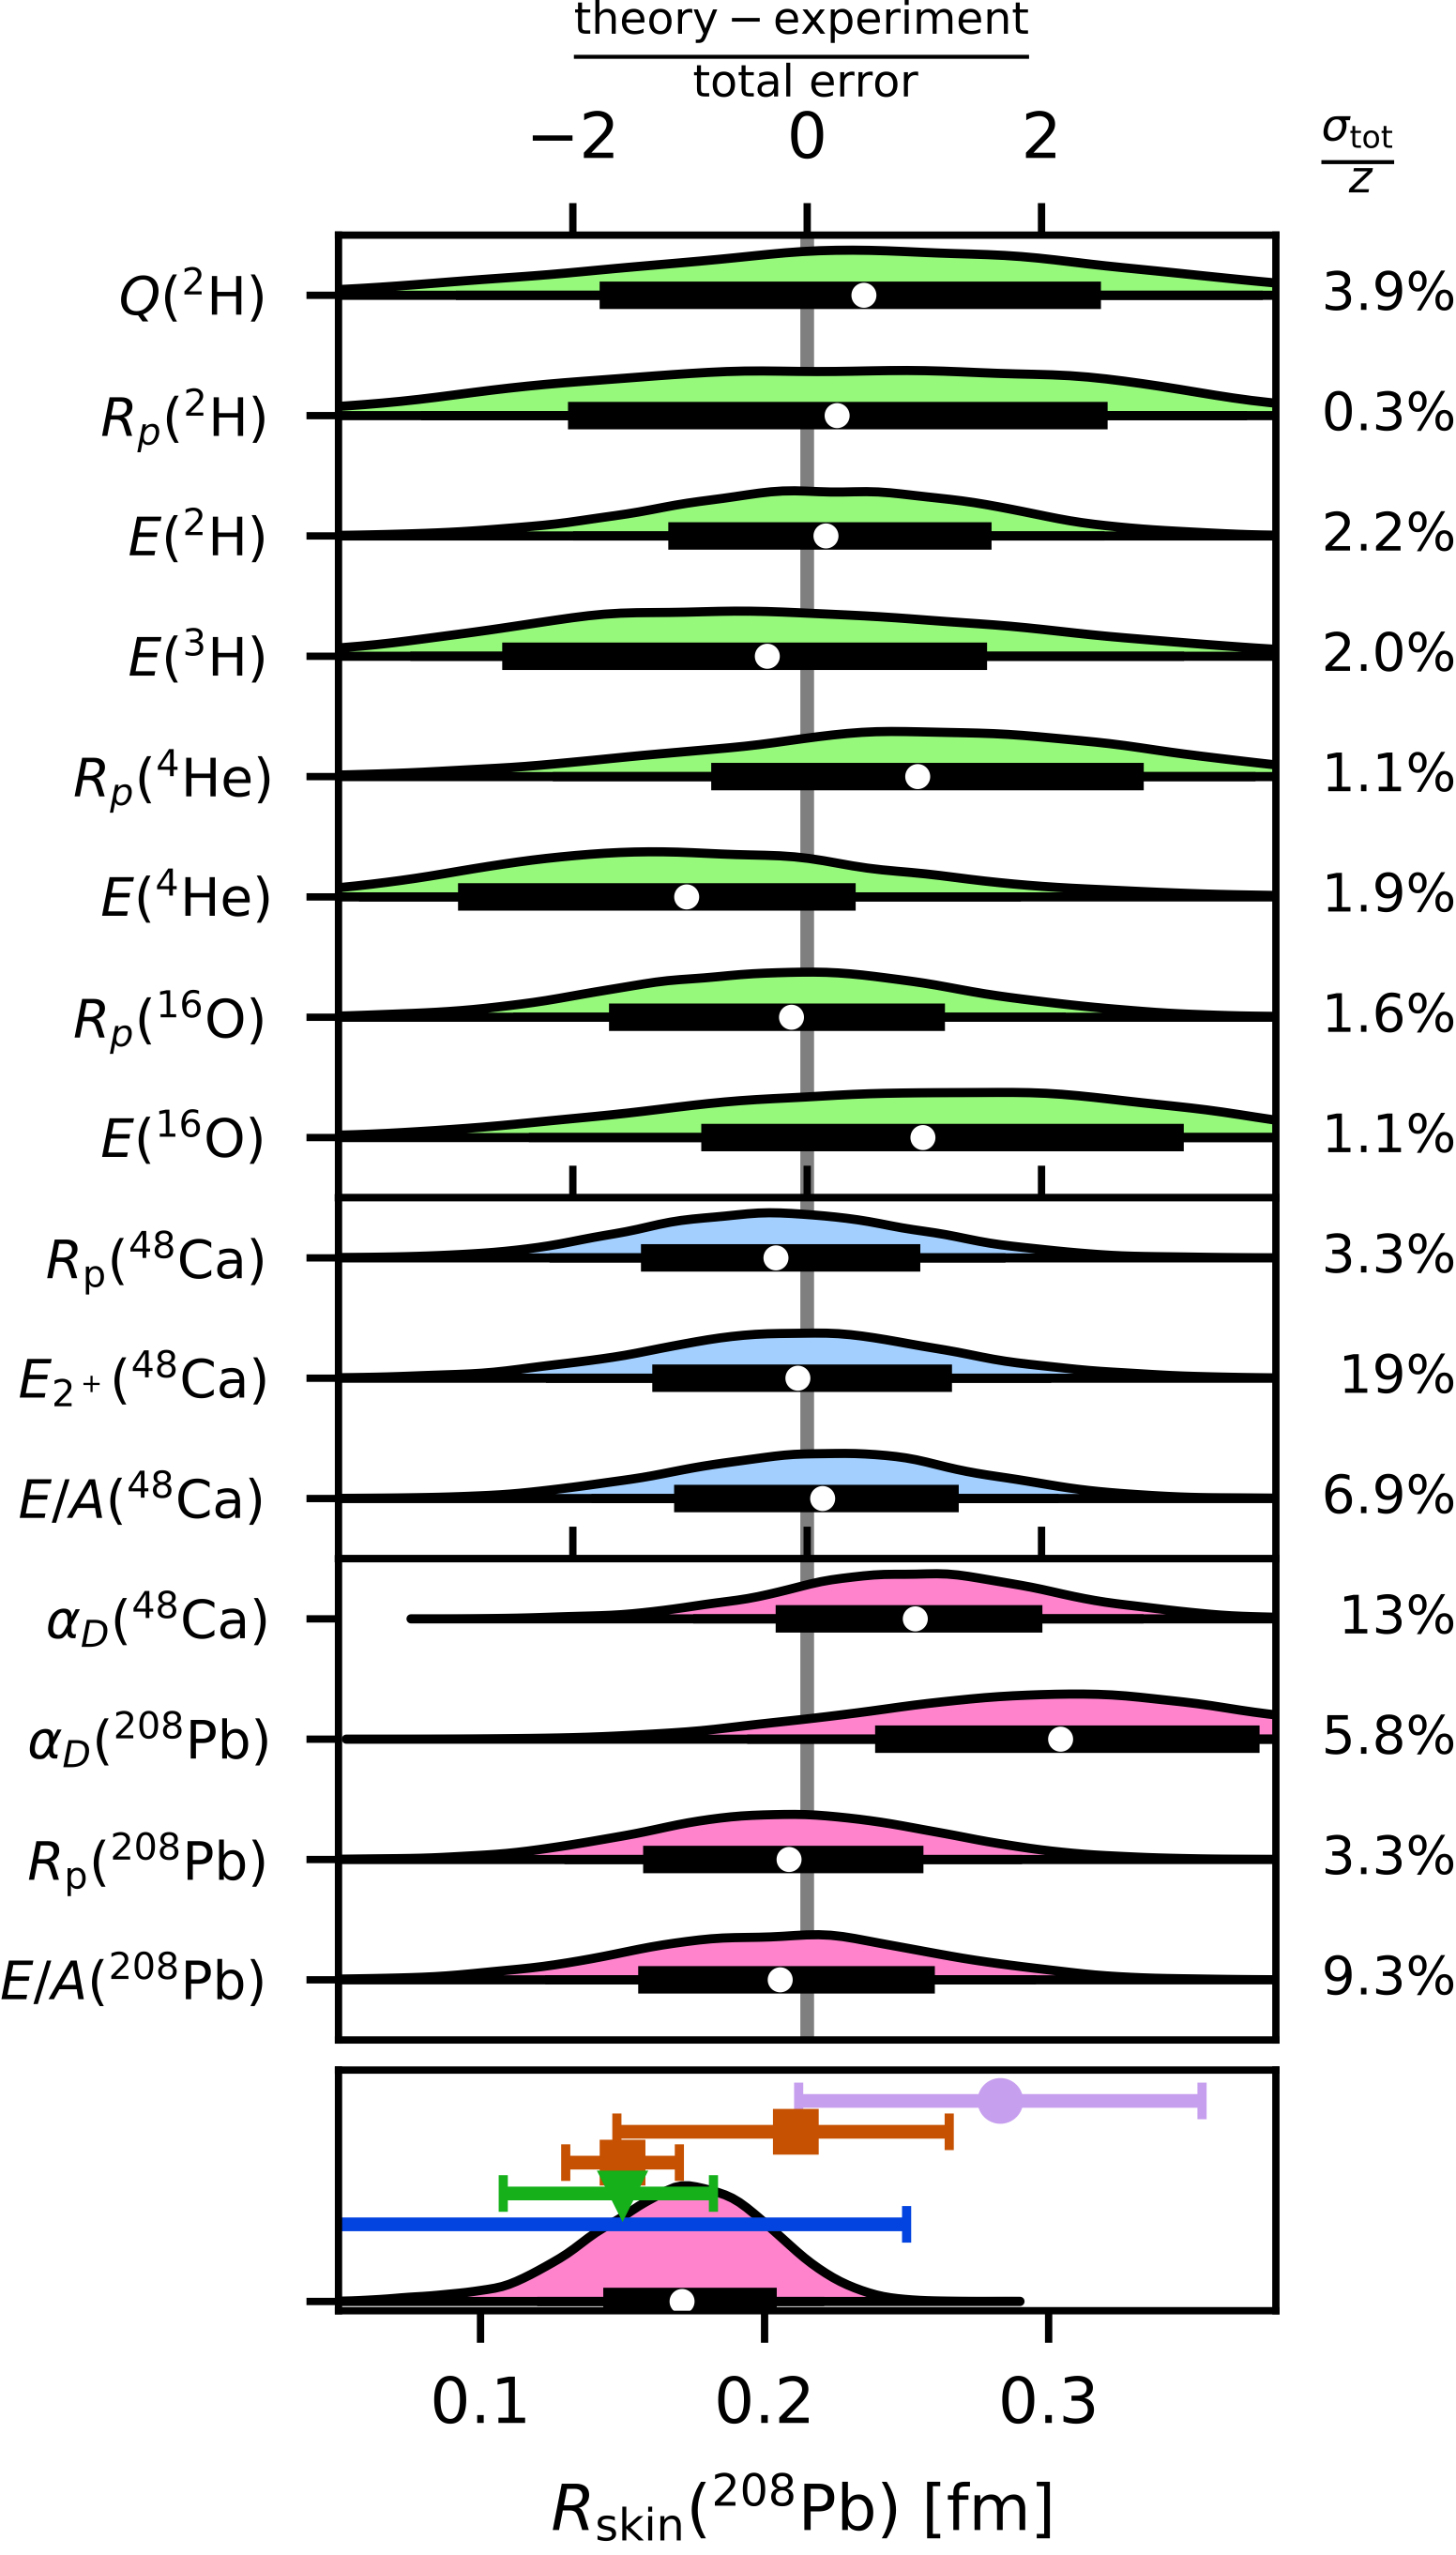 theory − experiment
total error
−2 0 2
σtot
z
Q(²H) 3.9%
Rp(²H) 0.3%
E(²H) 2.2%
E(³H) 2.0%
Rp(⁴He) 1.1%
E(⁴He) 1.9%
Rp(¹⁶O) 1.6%
E(¹⁶O) 1.1%
Rp(⁴⁸Ca) 3.3%
E2⁺(⁴⁸Ca) 19%
E/A(⁴⁸Ca) 6.9%
αD(⁴⁸Ca) 13%
αD(²⁰⁸Pb) 5.8%
Rp(²⁰⁸Pb) 3.3%
E/A(²⁰⁸Pb) 9.3%
0.1 0.2 0.3
Rskin(²⁰⁸Pb) [fm]